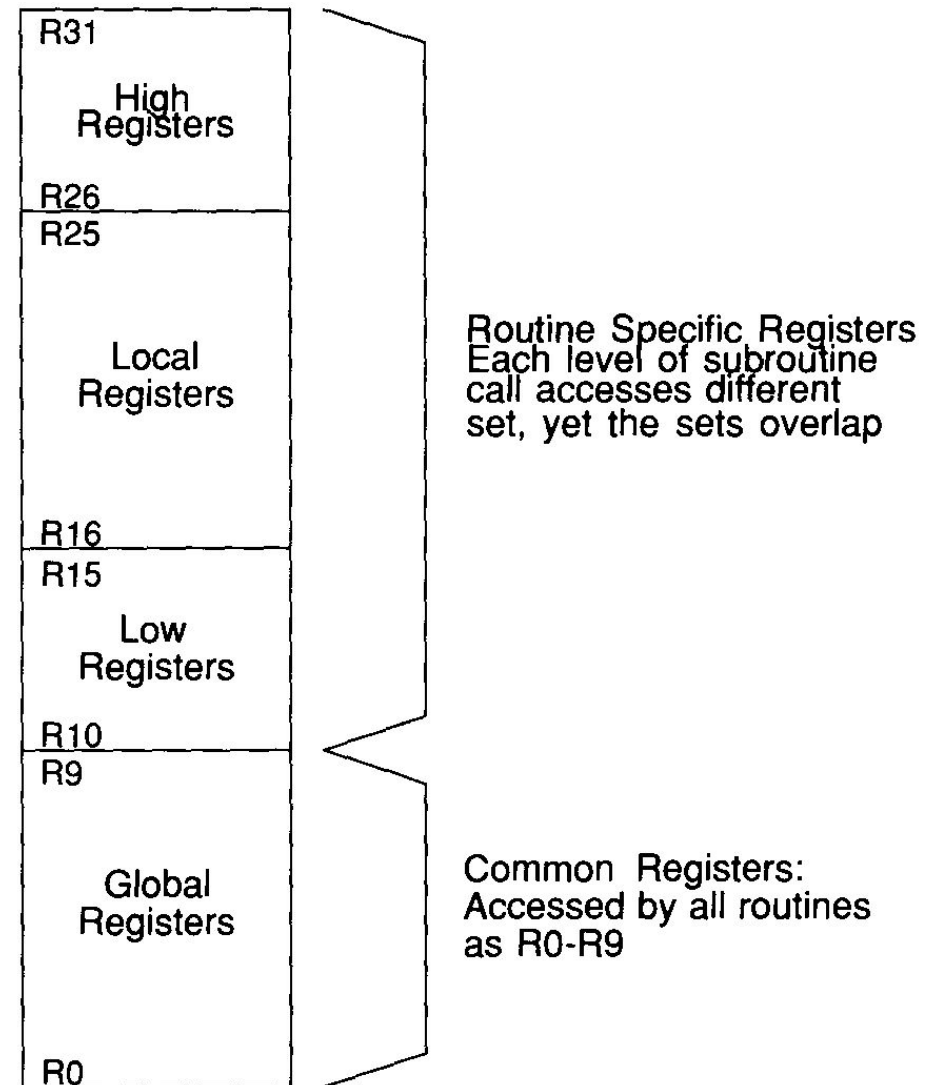 R31
High
Registers
R26
R25
Local
Registers
R16
R15
Low
Registers
R10
R9
Global
Registers
R0
Routine Specific Registers
Each level of subroutine
call accesses different
set, yet the sets overlap
Common Registers:
Accessed by all routines
as R0-R9